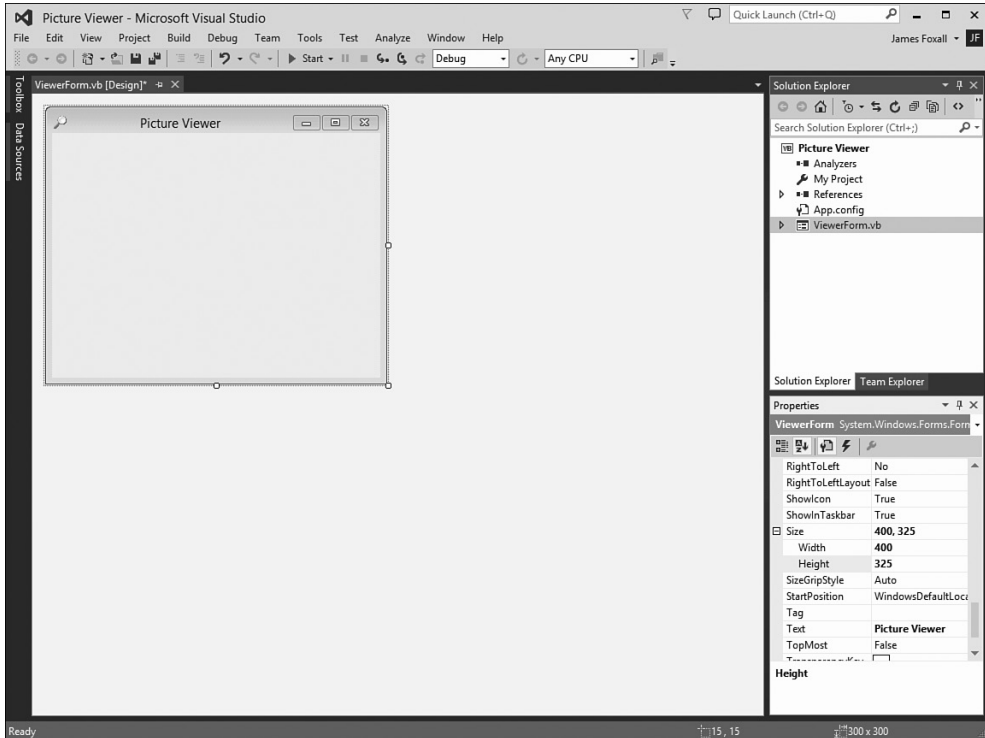 Picture Viewer - Microsoft Visual Studio
Quick Launch (Ctrl+Q)
File Edit View Project Build Debug Team Tools Test Analyze Window Help
James Foxall JF
Start Debug Any CPU
Toolbox
Data Sources
ViewerForm.vb [Design]*
Picture Viewer
Solution Explorer
Search Solution Explorer (Ctrl+;)
VB Picture Viewer
Analyzers
My Project
References
App.config
ViewerForm.vb
Solution Explorer Team Explorer
Properties
ViewerForm System.Windows.Forms.Form
RightToLeft No
RightToLeftLayout False
ShowIcon True
ShowInTaskbar True
Size 400, 325
Width 400
Height 325
SizeGripStyle Auto
StartPosition WindowsDefaultLoca
Tag
Text Picture Viewer
TopMost False
Height
Ready
15, 15
300 x 300